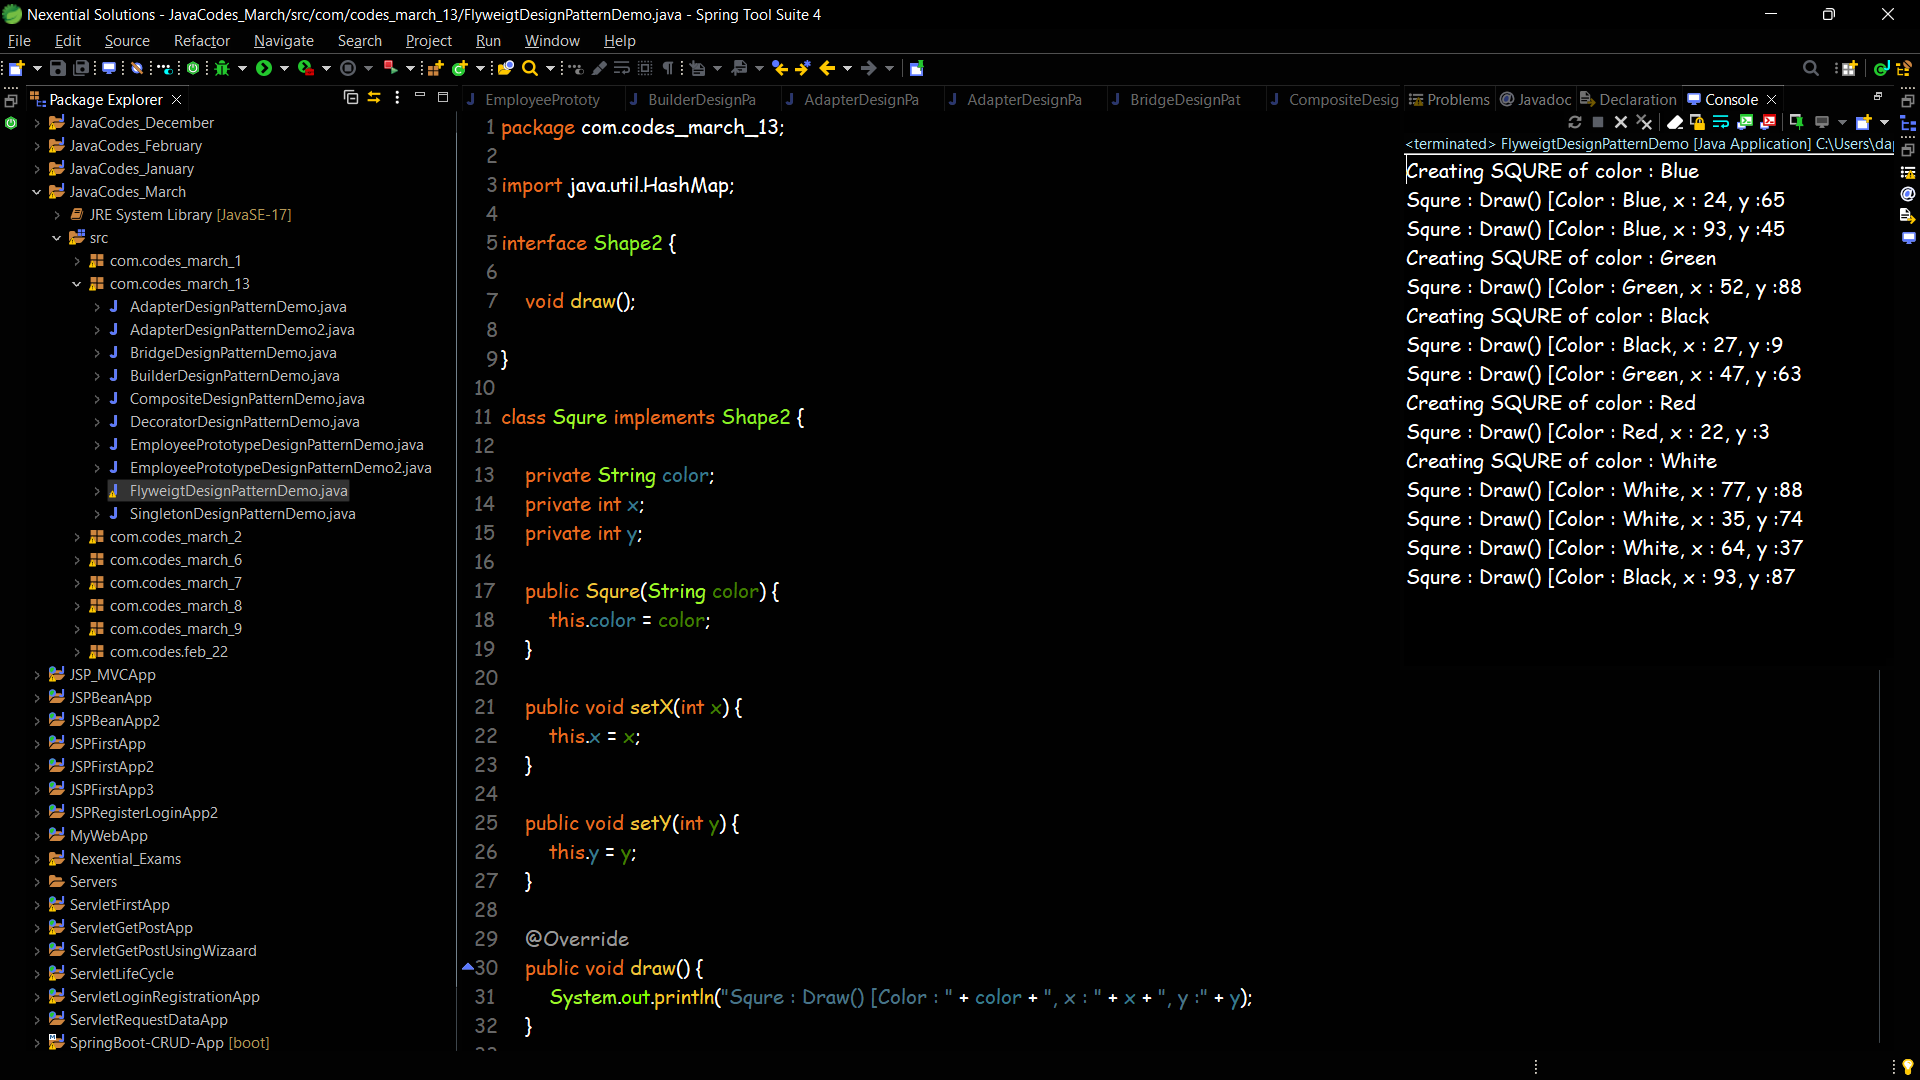 Nexential Solutions - JavaCodes_March/src/com/codes_march_13/FlyweigtDesignPatternDemo.java - Spring Tool Suite 4
File Edit Source Refactor Navigate Search Project Run Window Help
Package Explorer
JavaCodes_December
JavaCodes_February
JavaCodes_January
JavaCodes_March
JRE System Library [JavaSE-17]
src
com.codes_march_1
com.codes_march_13
AdapterDesignPatternDemo.java
AdapterDesignPatternDemo2.java
BridgeDesignPatternDemo.java
BuilderDesignPatternDemo.java
CompositeDesignPatternDemo.java
DecoratorDesignPatternDemo.java
EmployeePrototypeDesignPatternDemo.java
EmployeePrototypeDesignPatternDemo2.java
FlyweigtDesignPatternDemo.java
SingletonDesignPatternDemo.java
com.codes_march_2
com.codes_march_6
com.codes_march_7
com.codes_march_8
com.codes_march_9
com.codes.feb_22
JSP_MVCApp
JSPBeanApp
JSPBeanApp2
JSPFirstApp
JSPFirstApp2
JSPFirstApp3
JSPRegisterLoginApp2
MyWebApp
Nexential_Exams
Servers
ServletFirstApp
ServletGetPostApp
ServletGetPostUsingWizaard
ServletLifeCycle
ServletLoginRegistrationApp
ServletRequestDataApp
SpringBoot-CRUD-App [boot]
EmployeePrototy BuilderDesignPa AdapterDesignPa AdapterDesignPa BridgeDesignPat CompositeDesig
1 package com.codes_march_13;
2
3 import java.util.HashMap;
4
5 interface Shape2 {
6
7 void draw();
8
9 }
10
11 class Squre implements Shape2 {
12
13 private String color;
14 private int x;
15 private int y;
16
17 public Squre(String color) {
18 this.color = color;
19 }
20
21 public void setX(int x) {
22 this.x = x;
23 }
24
25 public void setY(int y) {
26 this.y = y;
27 }
28
29 @Override
30 public void draw() {
31 System.out.println("Squre : Draw() [Color : " + color + ", x : " + x + ", y :" + y);
32 }
Problems Javadoc Declaration Console
<terminated> FlyweigtDesignPatternDemo [Java Application] C:\Users\da
Creating SQURE of color : Blue
Squre : Draw() [Color : Blue, x : 24, y :65
Squre : Draw() [Color : Blue, x : 93, y :45
Creating SQURE of color : Green
Squre : Draw() [Color : Green, x : 52, y :88
Creating SQURE of color : Black
Squre : Draw() [Color : Black, x : 27, y :9
Squre : Draw() [Color : Green, x : 47, y :63
Creating SQURE of color : Red
Squre : Draw() [Color : Red, x : 22, y :3
Creating SQURE of color : White
Squre : Draw() [Color : White, x : 77, y :88
Squre : Draw() [Color : White, x : 35, y :74
Squre : Draw() [Color : White, x : 64, y :37
Squre : Draw() [Color : Black, x : 93, y :87